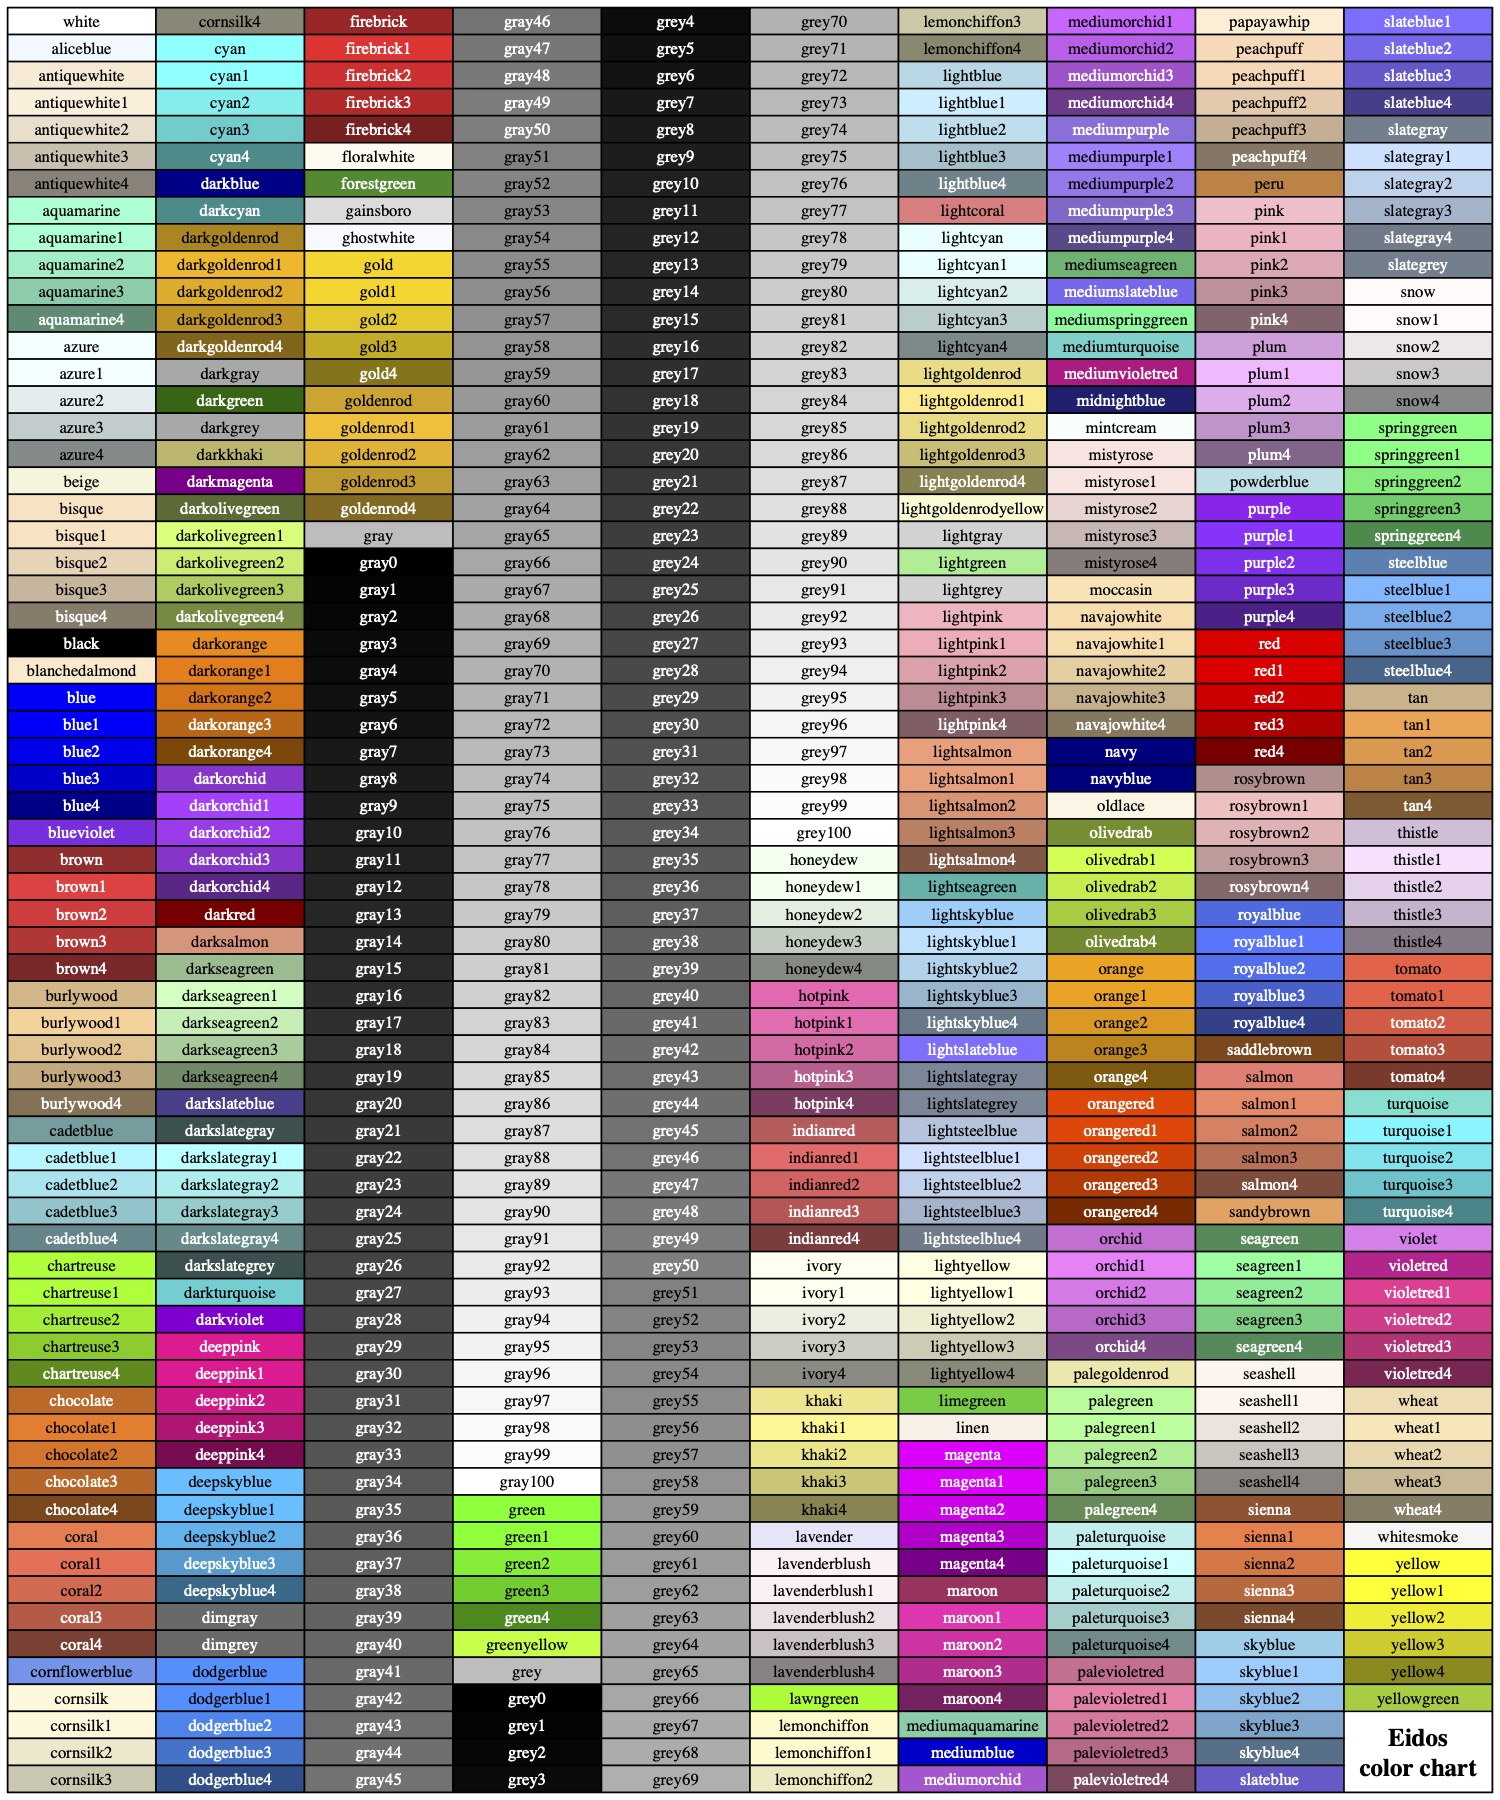 white
aliceblue
antiquewhite
antiquewhite1
antiquewhite2
antiquewhite3
antiquewhite4
aquamarine
aquamarine1
aquamarine2
aquamarine3
aquamarine4
azure
azure1
azure2
azure3
azure4
beige
bisque
bisque1
bisque2
bisque3
bisque4
black
blanchedalmond
blue
blue1
blue2
blue3
blue4
blueviolet
brown
brown1
brown2
brown3
brown4
burlywood
burlywood1
burlywood2
burlywood3
burlywood4
cadetblue
cadetblue1
cadetblue2
cadetblue3
cadetblue4
chartreuse
chartreuse1
chartreuse2
chartreuse3
chartreuse4
chocolate
chocolate1
chocolate2
chocolate3
chocolate4
coral
coral1
coral2
coral3
coral4
cornflowerblue
cornsilk
cornsilk1
cornsilk2
cornsilk3
cornsilk4
cyan
cyan1
cyan2
cyan3
cyan4
darkblue
darkcyan
darkgoldenrod
darkgoldenrod1
darkgoldenrod2
darkgoldenrod3
darkgoldenrod4
darkgray
darkgreen
darkgrey
darkkhaki
darkmagenta
darkolivegreen
darkolivegreen1
darkolivegreen2
darkolivegreen3
darkolivegreen4
darkorange
darkorange1
darkorange2
darkorange3
darkorange4
darkorchid
darkorchid1
darkorchid2
darkorchid3
darkorchid4
darkred
darksalmon
darkseagreen
darkseagreen1
darkseagreen2
darkseagreen3
darkseagreen4
darkslateblue
darkslategray
darkslategray1
darkslategray2
darkslategray3
darkslategray4
darkslategrey
darkturquoise
darkviolet
deeppink
deeppink1
deeppink2
deeppink3
deeppink4
deepskyblue
deepskyblue1
deepskyblue2
deepskyblue3
deepskyblue4
dimgray
dimgrey
dodgerblue
dodgerblue1
dodgerblue2
dodgerblue3
dodgerblue4
firebrick
firebrick1
firebrick2
firebrick3
firebrick4
floralwhite
forestgreen
gainsboro
ghostwhite
gold
gold1
gold2
gold3
gold4
goldenrod
goldenrod1
goldenrod2
goldenrod3
goldenrod4
gray
gray0
gray1
gray2
gray3
gray4
gray5
gray6
gray7
gray8
gray9
gray10
gray11
gray12
gray13
gray14
gray15
gray16
gray17
gray18
gray19
gray20
gray21
gray22
gray23
gray24
gray25
gray26
gray27
gray28
gray29
gray30
gray31
gray32
gray33
gray34
gray35
gray36
gray37
gray38
gray39
gray40
gray41
gray42
gray43
gray44
gray45
gray46
gray47
gray48
gray49
gray50
gray51
gray52
gray53
gray54
gray55
gray56
gray57
gray58
gray59
gray60
gray61
gray62
gray63
gray64
gray65
gray66
gray67
gray68
gray69
gray70
gray71
gray72
gray73
gray74
gray75
gray76
gray77
gray78
gray79
gray80
gray81
gray82
gray83
gray84
gray85
gray86
gray87
gray88
gray89
gray90
gray91
gray92
gray93
gray94
gray95
gray96
gray97
gray98
gray99
gray100
green
green1
green2
green3
green4
greenyellow
grey
grey0
grey1
grey2
grey3
grey4
grey5
grey6
grey7
grey8
grey9
grey10
grey11
grey12
grey13
grey14
grey15
grey16
grey17
grey18
grey19
grey20
grey21
grey22
grey23
grey24
grey25
grey26
grey27
grey28
grey29
grey30
grey31
grey32
grey33
grey34
grey35
grey36
grey37
grey38
grey39
grey40
grey41
grey42
grey43
grey44
grey45
grey46
grey47
grey48
grey49
grey50
grey51
grey52
grey53
grey54
grey55
grey56
grey57
grey58
grey59
grey60
grey61
grey62
grey63
grey64
grey65
grey66
grey67
grey68
grey69
grey70
grey71
grey72
grey73
grey74
grey75
grey76
grey77
grey78
grey79
grey80
grey81
grey82
grey83
grey84
grey85
grey86
grey87
grey88
grey89
grey90
grey91
grey92
grey93
grey94
grey95
grey96
grey97
grey98
grey99
grey100
honeydew
honeydew1
honeydew2
honeydew3
honeydew4
hotpink
hotpink1
hotpink2
hotpink3
hotpink4
indianred
indianred1
indianred2
indianred3
indianred4
ivory
ivory1
ivory2
ivory3
ivory4
khaki
khaki1
khaki2
khaki3
khaki4
lavender
lavenderblush
lavenderblush1
lavenderblush2
lavenderblush3
lavenderblush4
lawngreen
lemonchiffon
lemonchiffon1
lemonchiffon2
lemonchiffon3
lemonchiffon4
lightblue
lightblue1
lightblue2
lightblue3
lightblue4
lightcoral
lightcyan
lightcyan1
lightcyan2
lightcyan3
lightcyan4
lightgoldenrod
lightgoldenrod1
lightgoldenrod2
lightgoldenrod3
lightgoldenrod4
lightgoldenrodyellow
lightgray
lightgreen
lightgrey
lightpink
lightpink1
lightpink2
lightpink3
lightpink4
lightsalmon
lightsalmon1
lightsalmon2
lightsalmon3
lightsalmon4
lightseagreen
lightskyblue
lightskyblue1
lightskyblue2
lightskyblue3
lightskyblue4
lightslateblue
lightslategray
lightslategrey
lightsteelblue
lightsteelblue1
lightsteelblue2
lightsteelblue3
lightsteelblue4
lightyellow
lightyellow1
lightyellow2
lightyellow3
lightyellow4
limegreen
linen
magenta
magenta1
magenta2
magenta3
magenta4
maroon
maroon1
maroon2
maroon3
maroon4
mediumaquamarine
mediumblue
mediumorchid
mediumorchid1
mediumorchid2
mediumorchid3
mediumorchid4
mediumpurple
mediumpurple1
mediumpurple2
mediumpurple3
mediumpurple4
mediumseagreen
mediumslateblue
mediumspringgreen
mediumturquoise
mediumvioletred
midnightblue
mintcream
mistyrose
mistyrose1
mistyrose2
mistyrose3
mistyrose4
moccasin
navajowhite
navajowhite1
navajowhite2
navajowhite3
navajowhite4
navy
navyblue
oldlace
olivedrab
olivedrab1
olivedrab2
olivedrab3
olivedrab4
orange
orange1
orange2
orange3
orange4
orangered
orangered1
orangered2
orangered3
orangered4
orchid
orchid1
orchid2
orchid3
orchid4
palegoldenrod
palegreen
palegreen1
palegreen2
palegreen3
palegreen4
paleturquoise
paleturquoise1
paleturquoise2
paleturquoise3
paleturquoise4
palevioletred
palevioletred1
palevioletred2
palevioletred3
palevioletred4
papayawhip
peachpuff
peachpuff1
peachpuff2
peachpuff3
peachpuff4
peru
pink
pink1
pink2
pink3
pink4
plum
plum1
plum2
plum3
plum4
powderblue
purple
purple1
purple2
purple3
purple4
red
red1
red2
red3
red4
rosybrown
rosybrown1
rosybrown2
rosybrown3
rosybrown4
royalblue
royalblue1
royalblue2
royalblue3
royalblue4
saddlebrown
salmon
salmon1
salmon2
salmon3
salmon4
sandybrown
seagreen
seagreen1
seagreen2
seagreen3
seagreen4
seashell
seashell1
seashell2
seashell3
seashell4
sienna
sienna1
sienna2
sienna3
sienna4
skyblue
skyblue1
skyblue2
skyblue3
skyblue4
slateblue
slateblue1
slateblue2
slateblue3
slateblue4
slategray
slategray1
slategray2
slategray3
slategray4
slategrey
snow
snow1
snow2
snow3
snow4
springgreen
springgreen1
springgreen2
springgreen3
springgreen4
steelblue
steelblue1
steelblue2
steelblue3
steelblue4
tan
tan1
tan2
tan3
tan4
thistle
thistle1
thistle2
thistle3
thistle4
tomato
tomato1
tomato2
tomato3
tomato4
turquoise
turquoise1
turquoise2
turquoise3
turquoise4
violet
violetred
violetred1
violetred2
violetred3
violetred4
wheat
wheat1
wheat2
wheat3
wheat4
whitesmoke
yellow
yellow1
yellow2
yellow3
yellow4
yellowgreen
Eidos
color chart